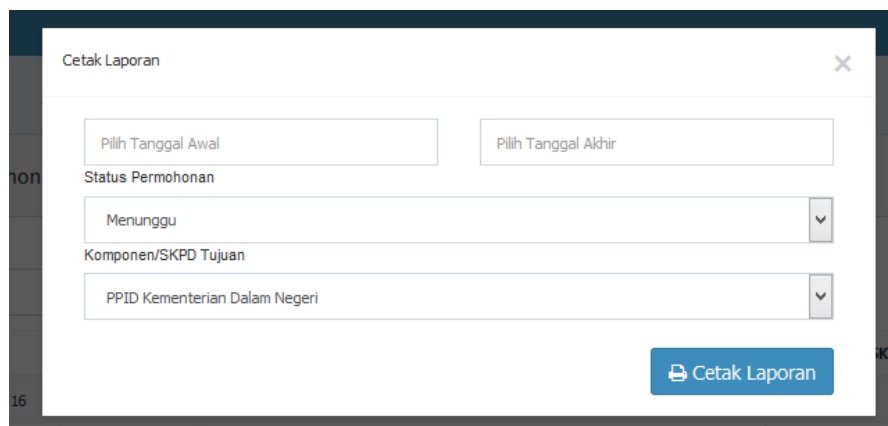 Cetak Laporan
×
Pilih Tanggal Awal
Pilih Tanggal Akhir
Status Permohonan
Menunggu
Komponen/SKPD Tujuan
PPID Kementerian Dalam Negeri
Cetak Laporan
16